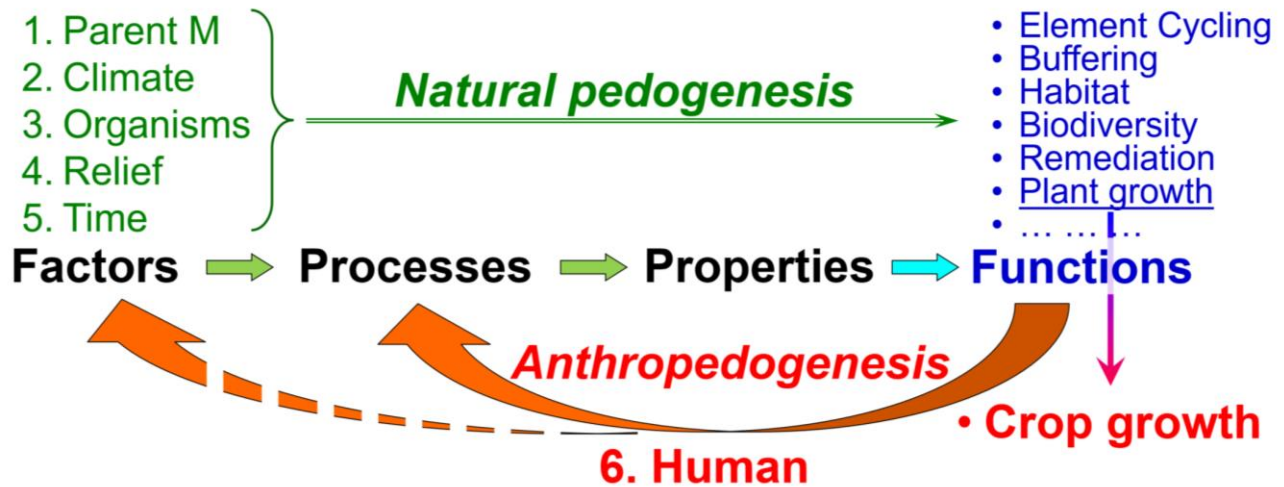 1. Parent M
2. Climate
3. Organisms
4. Relief
5. Time
Natural pedogenesis
• Element Cycling
• Buffering
• Habitat
• Biodiversity
• Remediation
• Plant growth
• ... ... ...
Factors
Processes
Properties
Functions
Anthropedogenesis
6. Human
• Crop growth